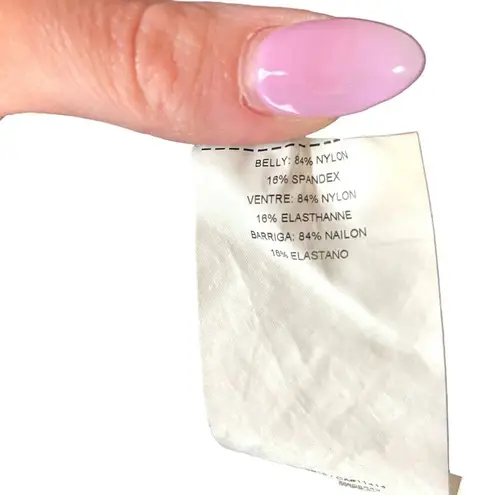 BELLY: 84% NYLON
16% SPANDEX
VENTRE: 84% NYLON
16% ELASTHANNE
BARRIGA: 84% NAILON
16% ELASTANO